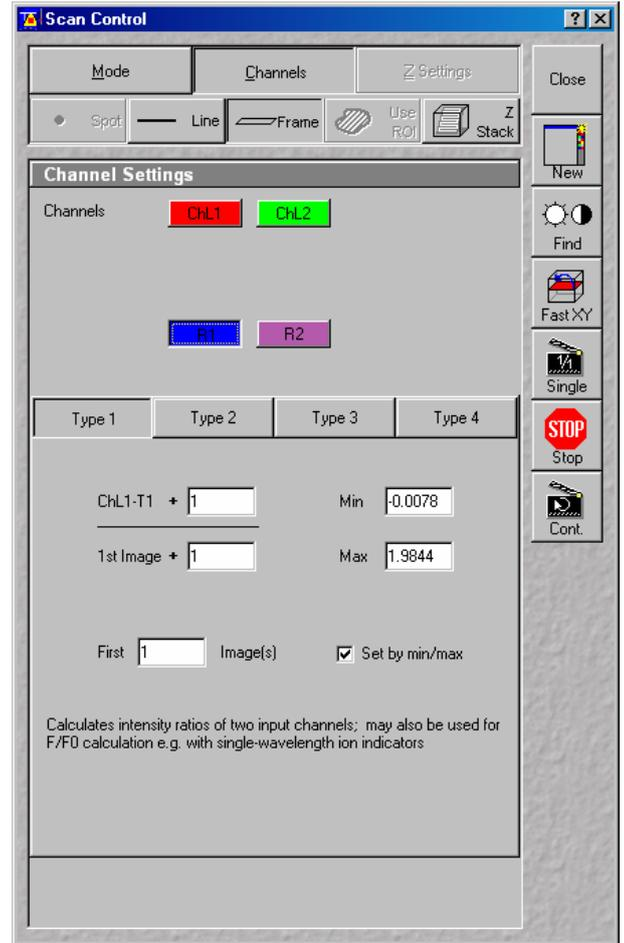 Scan Control
Mode Channels Z Settings Close
Spot Line Frame Use ROI Z Stack
New
Channel Settings
Channels ChL1 ChL2
Find
R1 R2
Fast XY
1/1
Single
Type 1 Type 2 Type 3 Type 4
STOP
Stop
ChL1-T1 + 1 Min -0.0078
Cont.
1st Image + 1 Max 1.9844
First 1 Image(s) Set by min/max
Calculates intensity ratios of two input channels; may also be used for
F/F0 calculation e.g. with single-wavelength ion indicators